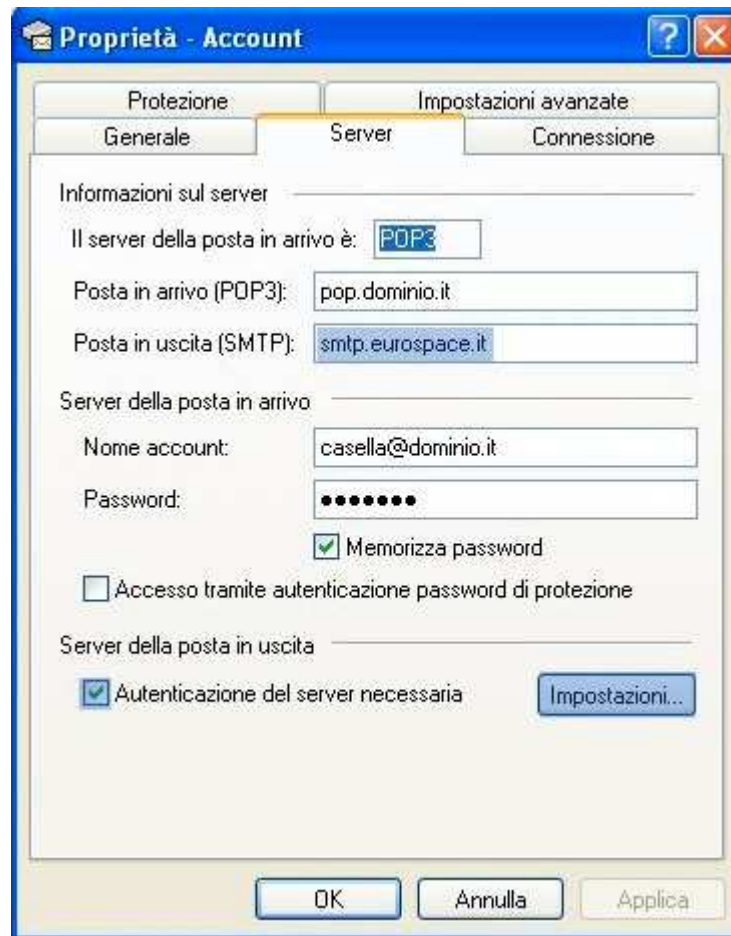 Proprietà - Account
Protezione Impostazioni avanzate
Generale Server Connessione
Informazioni sul server
Il server della posta in arrivo è: POP3
Posta in arrivo (POP3): pop.dominio.it
Posta in uscita (SMTP): smtp.eurospace.it
Server della posta in arrivo
Nome account: casella@dominio.it
Password: •••••••
Memorizza password
Accesso tramite autenticazione password di protezione
Server della posta in uscita
Autenticazione del server necessaria Impostazioni...
OK Annulla Applica